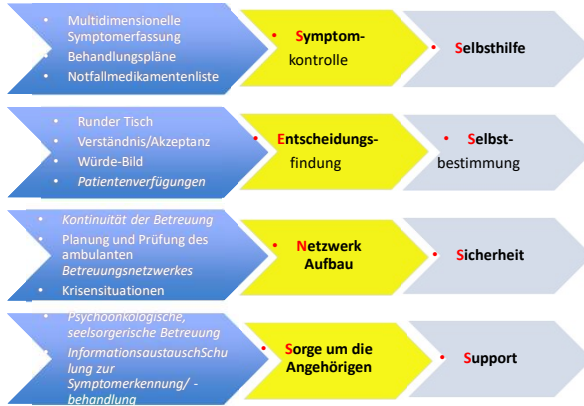 • Multidimensionelle
Symptomerfassung
• Behandlungspläne
• Notfallmedikamentenliste
• Symptom-
kontrolle
• Selbsthilfe
• Runder Tisch
• Verständnis/Akzeptanz
• Würde-Bild
• Patientenverfügungen
• Entscheidungs-
findung
• Selbst-
bestimmung
• Kontinuität der Betreuung
• Planung und Prüfung des
ambulanten
Betreuungsnetzwerkes
• Krisensituationen
• Netzwerk
Aufbau
• Sicherheit
• Psychoonkologische,
seelsorgerische Betreuung
• InformationsaustauschSchu
lung zur
Symptomerkennung/ -
behandlung
• Sorge um die
Angehörigen
• Support